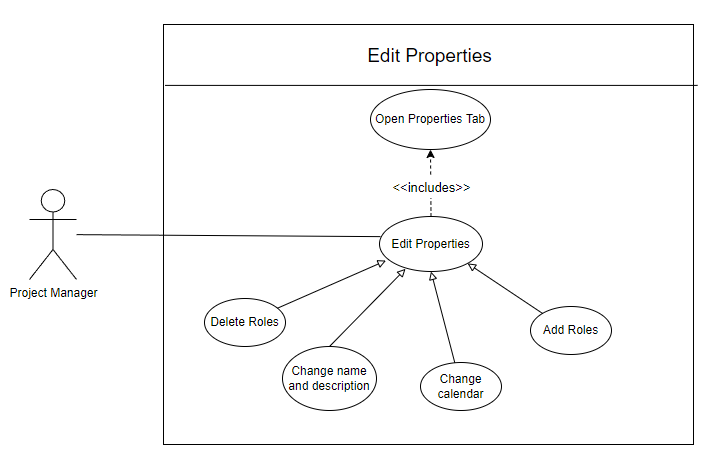 Edit Properties
Open Properties Tab
<<includes>>
Edit Properties
Project Manager
Delete Roles
Add Roles
Change name
and description
Change
calendar